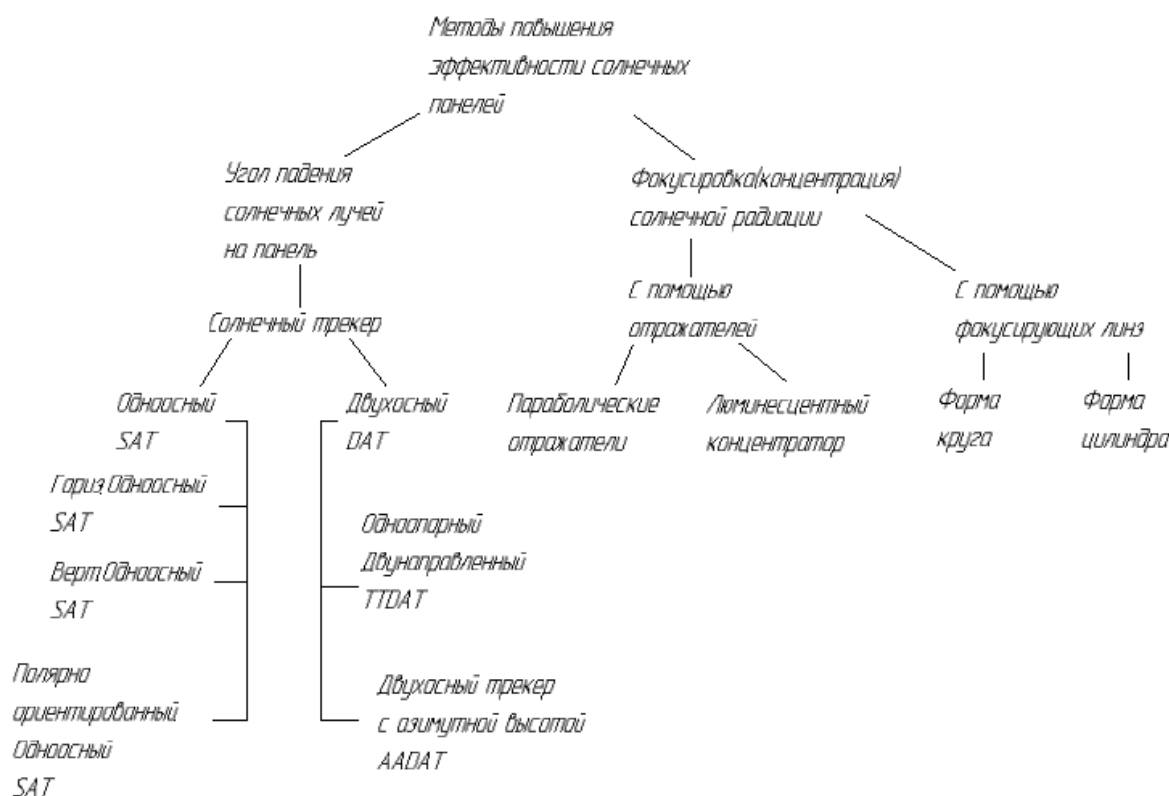 Методы повышения
эффективности солнечных
панелей
Угол падения
солнечных лучей
на панель
Фокусировка(концентрация)
солнечной радиации
Солнечный трекер
С помощью
отражателей
С помощью
фокусирующих линз
Одноосный
SAT
Двухосный
DAT
Параболические
отражатели
Люминесцентный
концентратор
Форма
круга
Форма
цилиндра
Гориз.Одноосный
SAT
Верт.Одноосный
SAT
Полярно
ориентированный
Одноосный
SAT
Одноопорный
Двунаправленный
TTDAT
Двухосный трекер
с азимутной высотой
AADAT